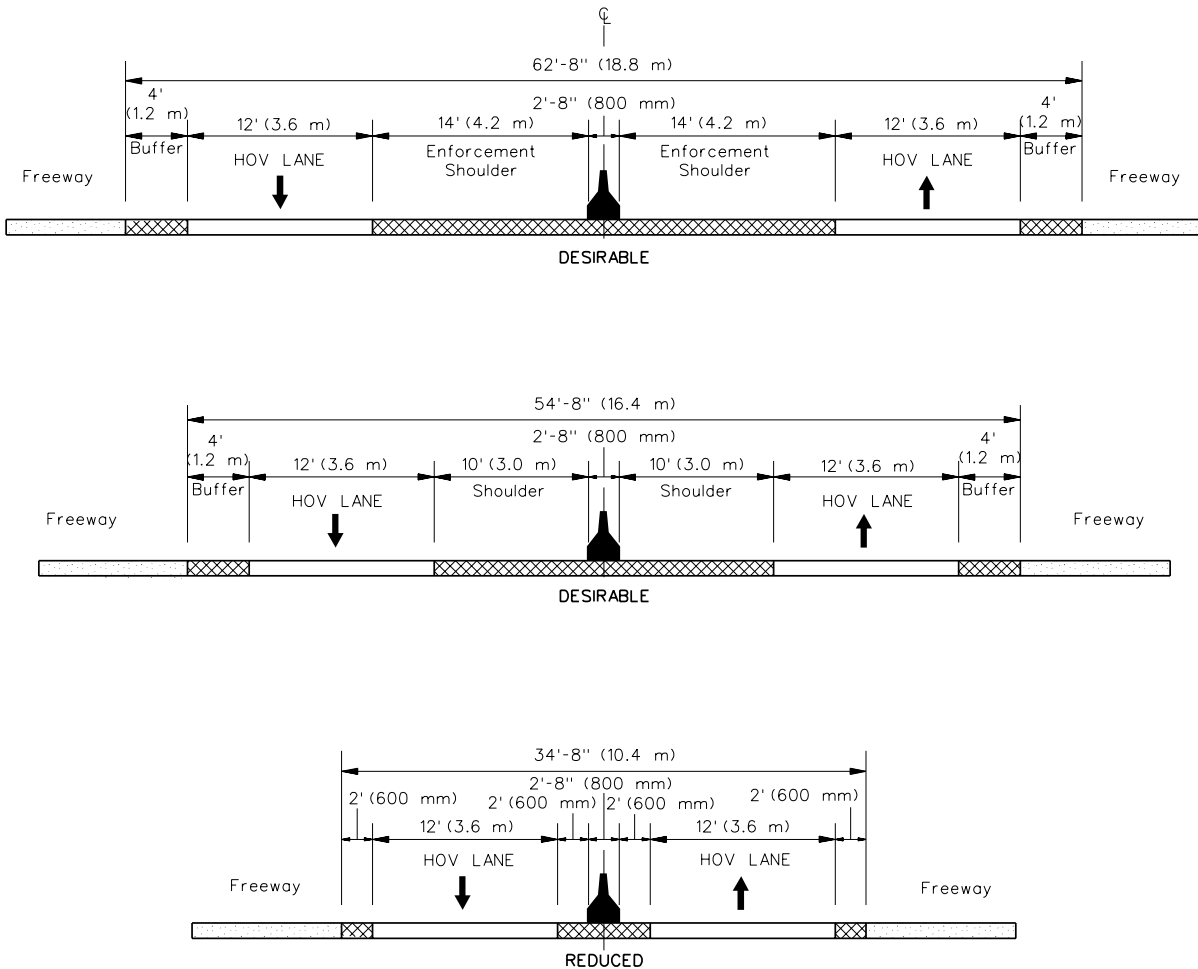 ℄
62'-8" (18.8 m)
4'
(1.2 m)
2'-8" (800 mm)
4'
(1.2 m)
12' (3.6 m)
14' (4.2 m)
14' (4.2 m)
12' (3.6 m)
Buffer
HOV LANE
Enforcement
Shoulder
Enforcement
Shoulder
HOV LANE
Buffer
Freeway
Freeway
DESIRABLE
54'-8" (16.4 m)
4'
(1.2 m)
2'-8" (800 mm)
4'
(1.2 m)
12' (3.6 m)
10' (3.0 m)
10' (3.0 m)
12' (3.6 m)
Buffer
HOV LANE
Shoulder
Shoulder
HOV LANE
Buffer
Freeway
Freeway
DESIRABLE
34'-8" (10.4 m)
2'-8" (800 mm)
2' (600 mm)
2' (600 mm)
2' (600 mm)
2' (600 mm)
12' (3.6 m)
12' (3.6 m)
HOV LANE
HOV LANE
Freeway
Freeway
REDUCED